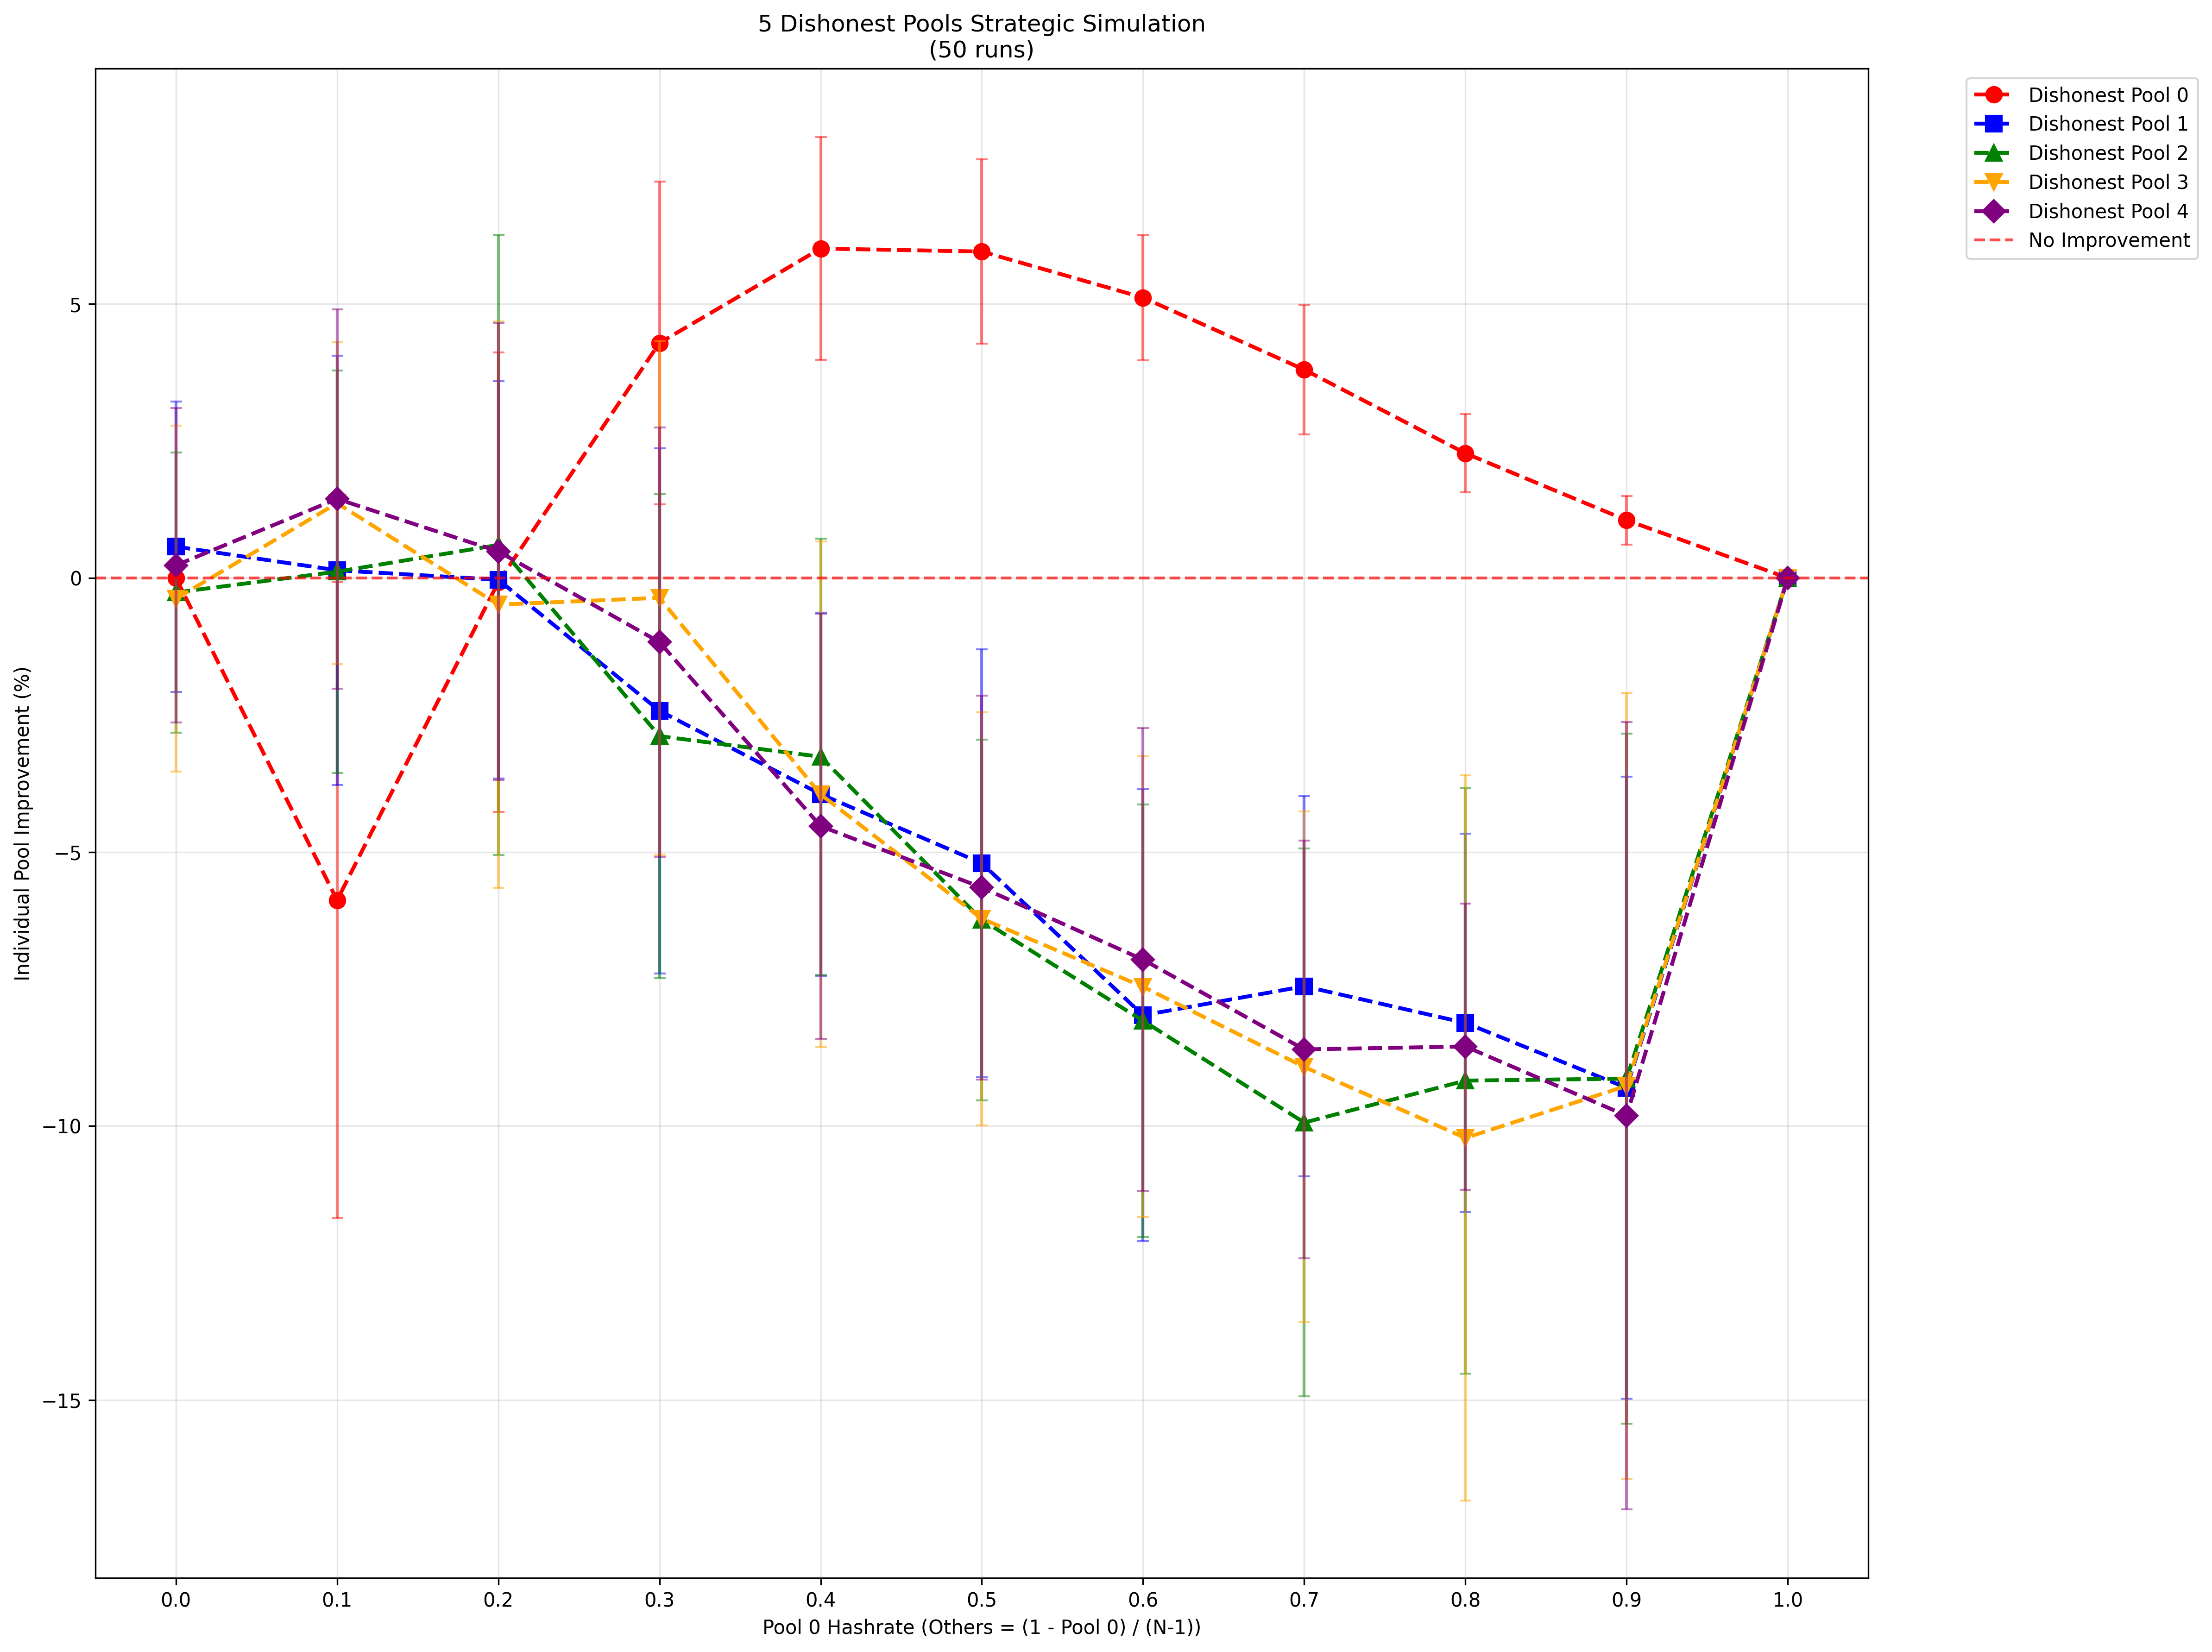 5 Dishonest Pools Strategic Simulation
(50 runs)
Dishonest Pool 0
Dishonest Pool 1
Dishonest Pool 2
Dishonest Pool 3
Dishonest Pool 4
No Improvement
Individual Pool Improvement (%)
5
0
−5
−10
−15
0.0 0.1 0.2 0.3 0.4 0.5 0.6 0.7 0.8 0.9 1.0
Pool 0 Hashrate (Others = (1 - Pool 0) / (N-1))